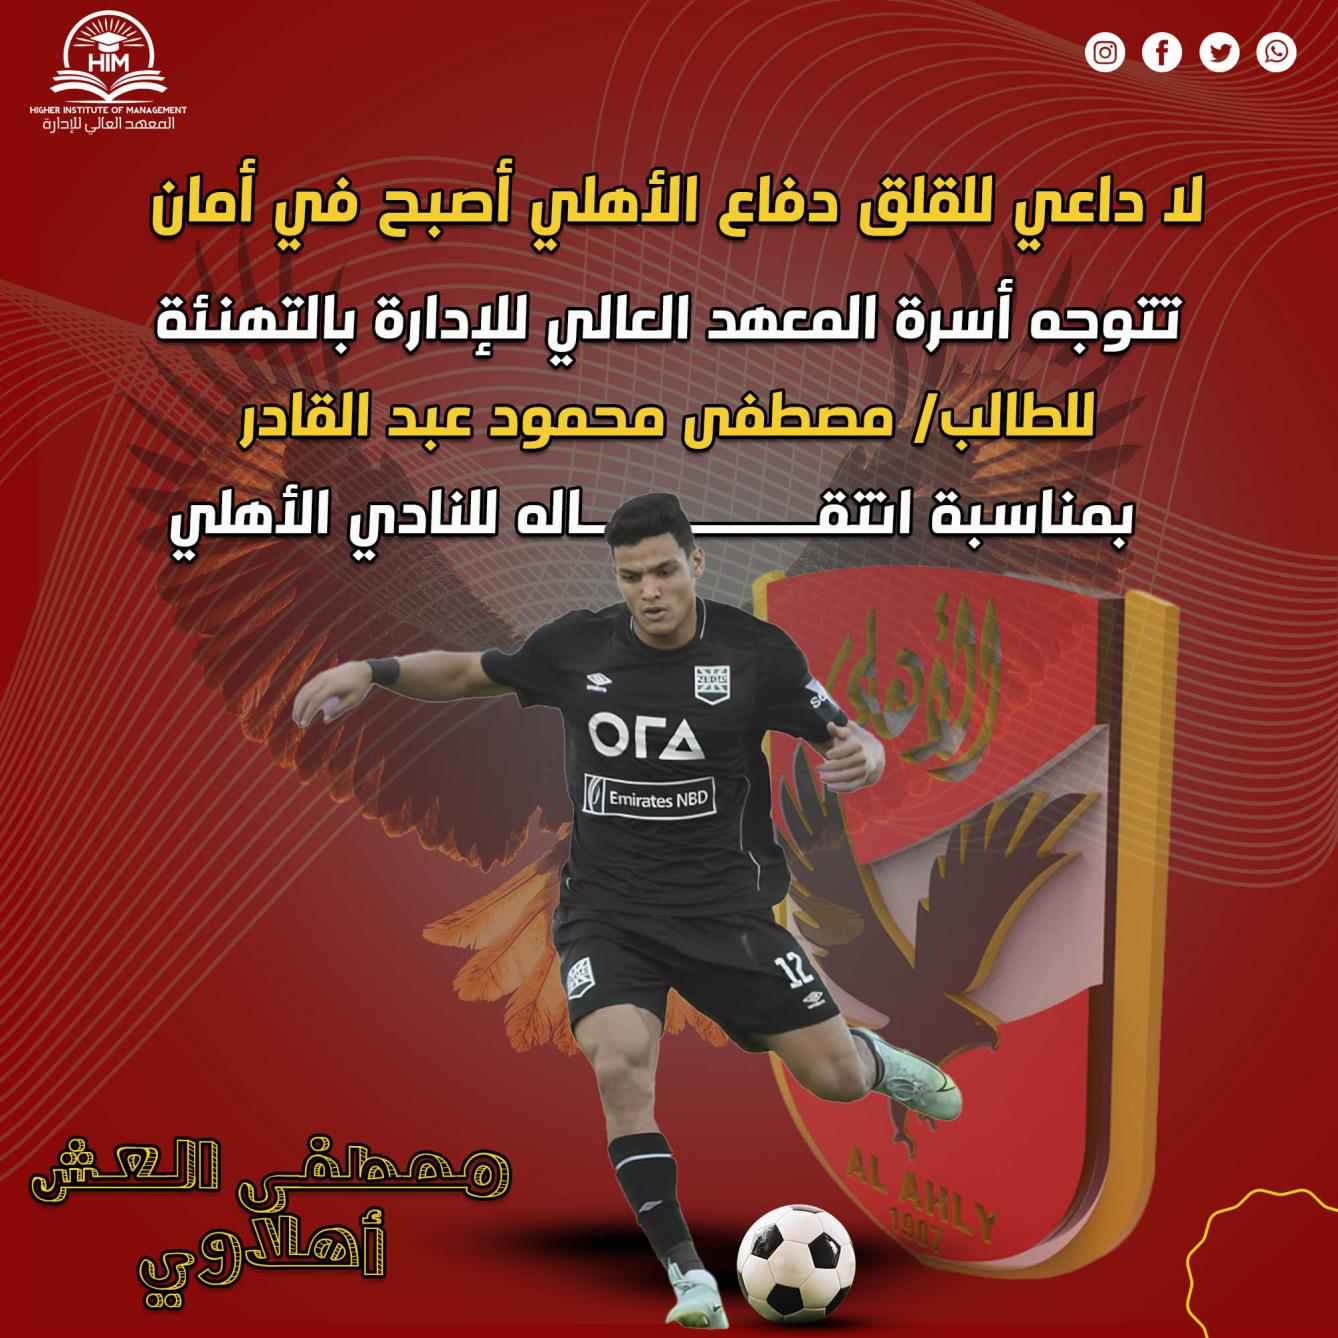 HIM
HIGHER INSTITUTE OF MANAGEMENT
المعهد العالي للإدارة
لا داعي للقلق دفاع الأهلي أصبح في أمان
تتوجه أسرة المعهد العالي للإدارة بالتهنئة
للطالب/ مصطفى محمود عبد القادر
بمناسبة انتقـــــــاله للنادي الأهلي
الأهلي
ORA
Emirates NBD
12
AL AHLY
1907
مصطفى العش
أهلاوي